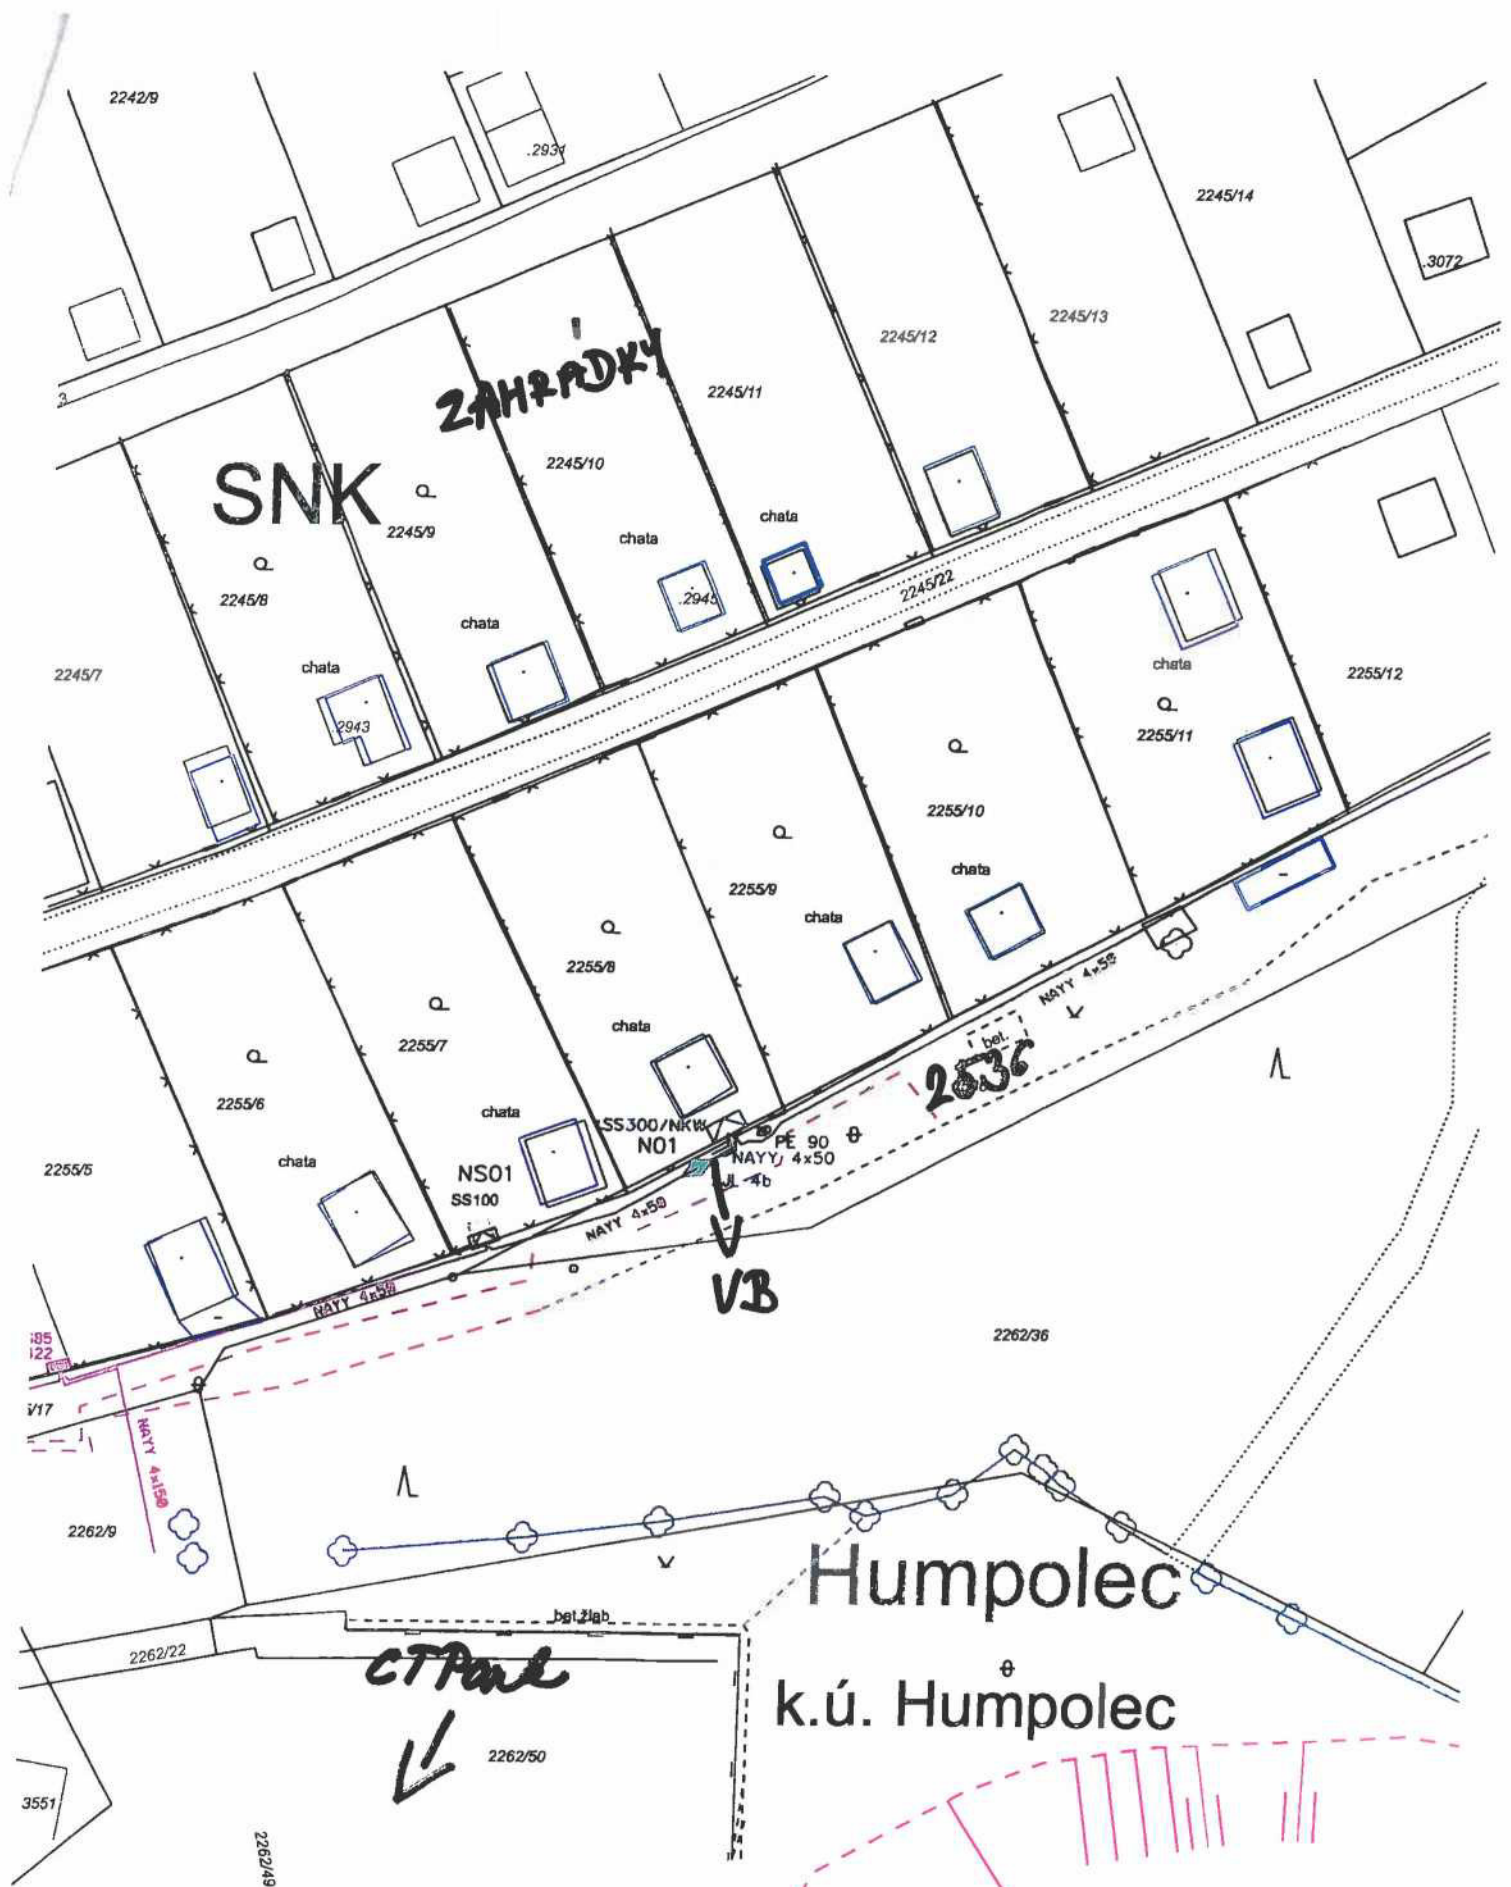 2242/9
.2931
2245/14
.3072
2245/13
2245/12
3
ZAHRÁDKY
2245/11
2245/10
SNK
2245/9
chata
chata
2245/8
2245/22
.2945
chata
chata
2245/7
2943
chata
2255/12
2255/11
2255/10
chata
2255/9
chata
2255/8
NAYY 4x50
chata
bet.
2536
2255/7
2255/6
chata
SS300/NKW
N01
PE 90
NAYY 4x50
2255/5
chata
NS01
SS100
NAYY 4x50
VB
NAYY 4x50
2262/36
NAYY 4x150
2262/9
Humpolec
bet.žlab
2262/22
CTPark
k.ú. Humpolec
2262/50
3551
2262/49